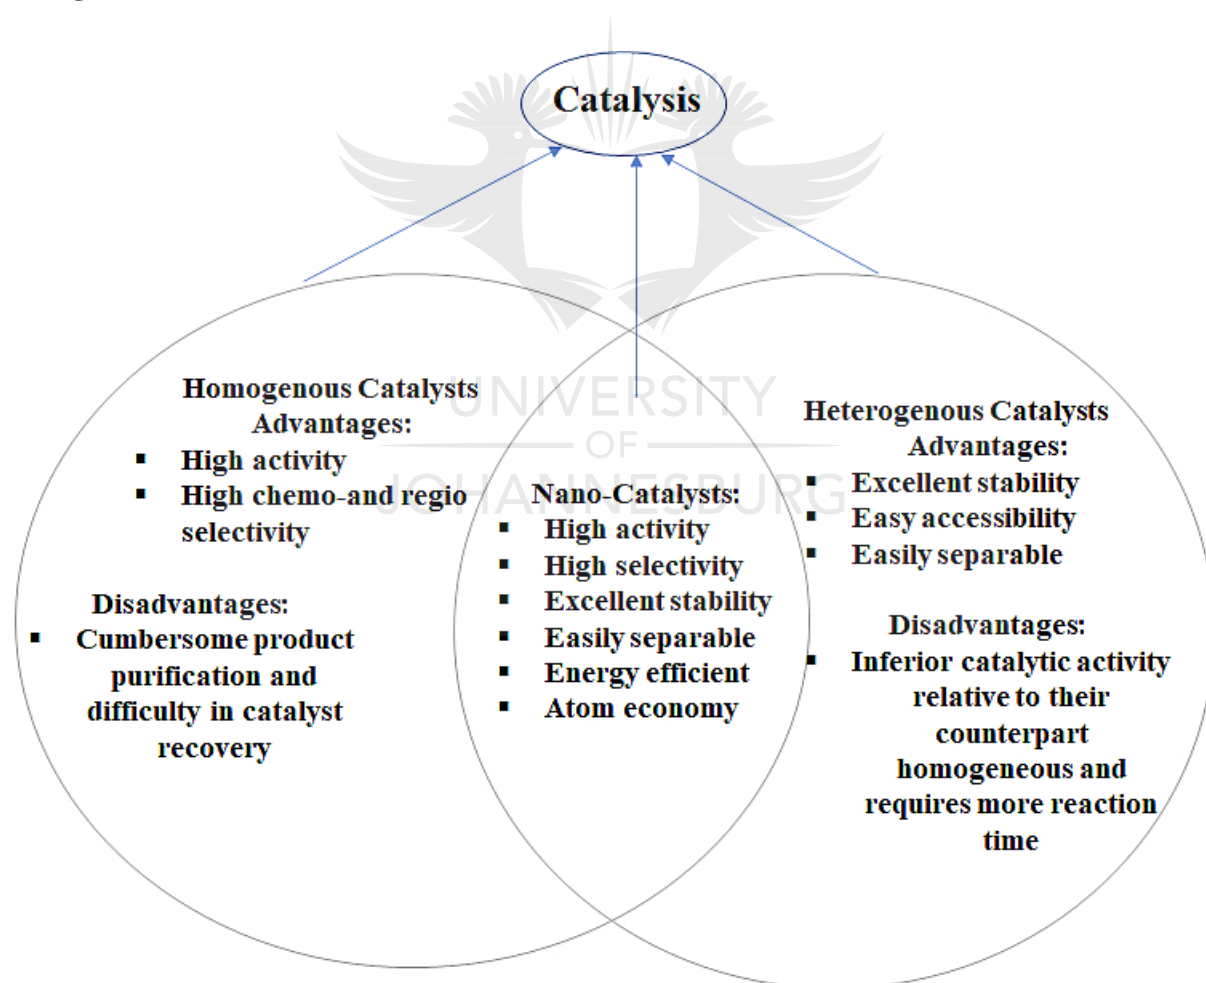 Catalysis
Homogenous Catalysts
Advantages:
▪ High activity
▪ High chemo-and regio
selectivity
Disadvantages:
▪ Cumbersome product
purification and
difficulty in catalyst
recovery
UNIVERSITY
OF
JOHANNESBURG
Nano-Catalysts:
▪ High activity
▪ High selectivity
▪ Excellent stability
▪ Easily separable
▪ Energy efficient
▪ Atom economy
Heterogenous Catalysts
Advantages:
▪ Excellent stability
▪ Easy accessibility
▪ Easily separable
Disadvantages:
▪ Inferior catalytic activity
relative to their
counterpart
homogeneous and
requires more reaction
time